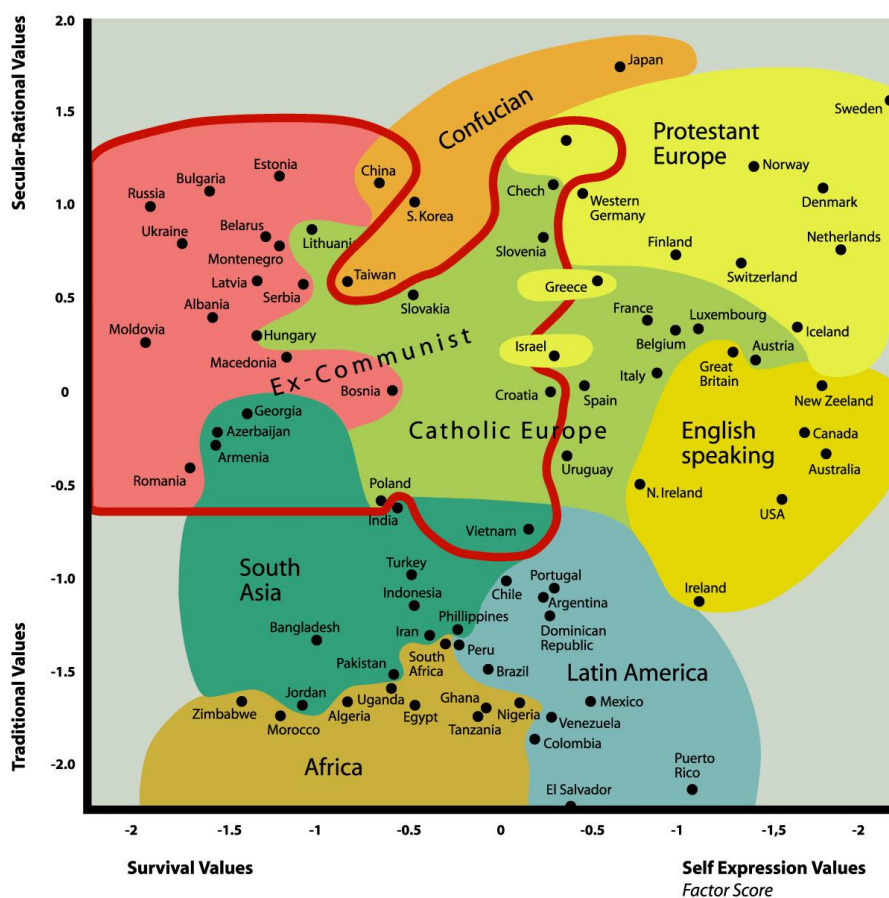 2.0
Secular-Rational Values
1.5
1.0
0.5
0
-0.5
-1.0
-1.5
-2.0
Traditional Values
Japan
Confucian
Sweden
Protestant
Europe
Estonia
China
Norway
Bulgaria
Russia
Chech
Denmark
S. Korea
Western
Germany
Belarus
Lithuani
Ukraine
Montenegro
Slovenia
Finland
Netherlands
Latvia
Taiwan
Switzerland
Serbia
Greece
Slovakia
Albania
France
Luxembourg
Moldovia
Hungary
Belgium
Iceland
Ex-Communist
Israel
Austria
Macedonia
Great
Britain
Italy
Bosnia
Croatia
Spain
New Zeeland
Georgia
Azerbaijan
Catholic Europe
English
speaking
Canada
Armenia
Australia
Romania
Uruguay
Poland
N. Ireland
India
USA
Vietnam
South
Asia
Turkey
Portugal
Ireland
Indonesia
Chile
Argentina
Phillippines
Bangladesh
Iran
Dominican
Republic
South
Africa
Peru
Pakistan
Brazil
Latin America
Jordan
Uganda
Ghana
Mexico
Zimbabwe
Morocco
Algeria
Egypt
Nigeria
Tanzania
Venezuela
Colombia
Africa
Puerto
Rico
El Salvador
-2 -1.5 -1 -0.5 0 -0.5 -1 -1,5 -2
Survival Values
Self Expression Values
Factor Score